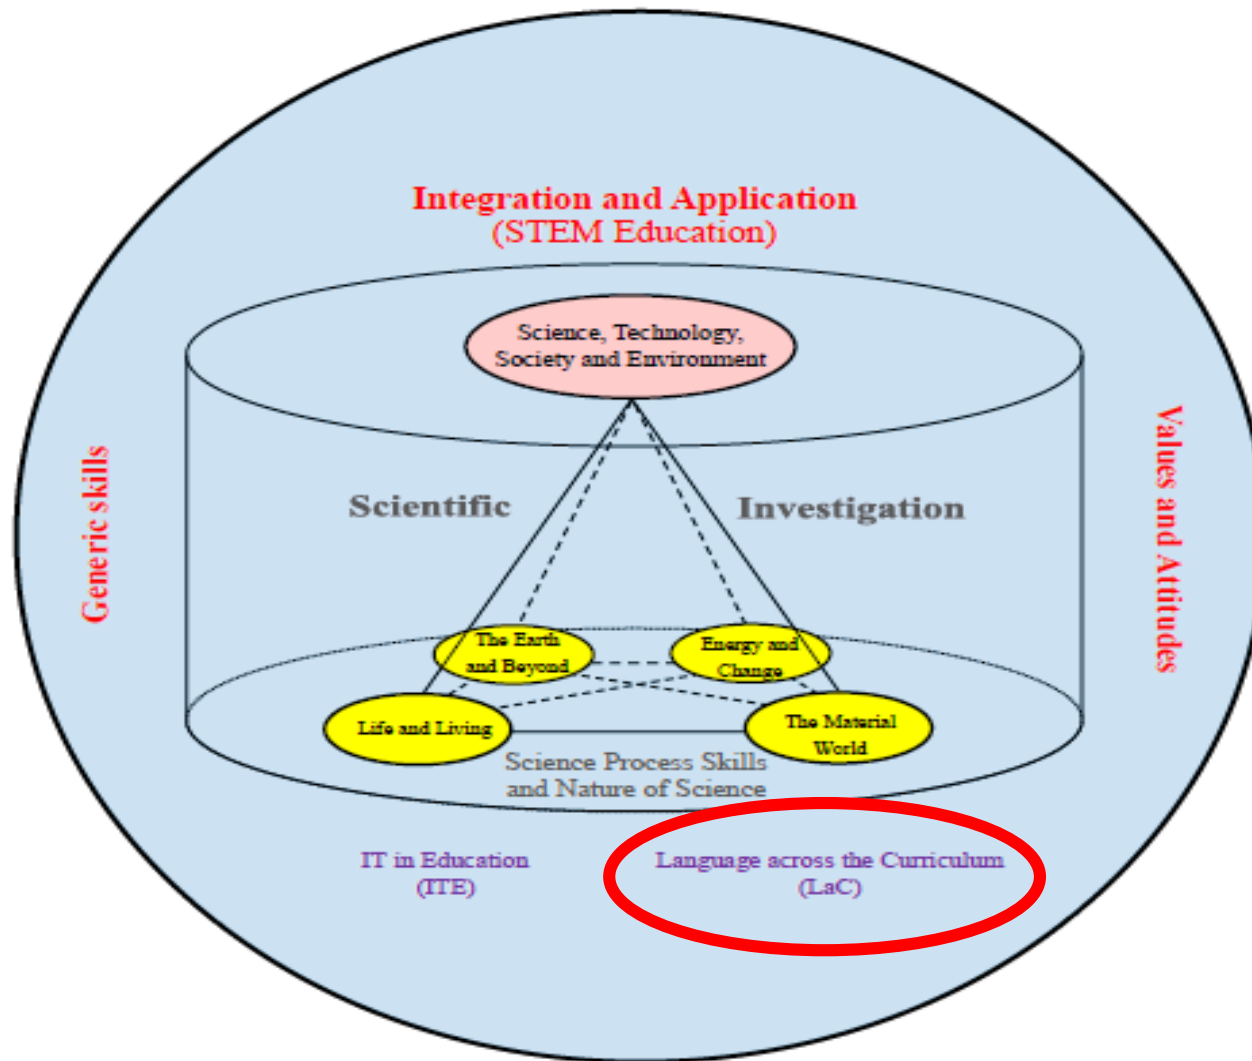 Integration and Application
(STEM Education)
Science, Technology,
Society and Environment
Generic skills
Scientific
Investigation
Values and Attitudes
The Earth
and Beyond
Energy and
Change
Life and Living
The Material
World
Science Process Skills
and Nature of Science
IT in Education
(ITE)
Language across the Curriculum
(LaC)